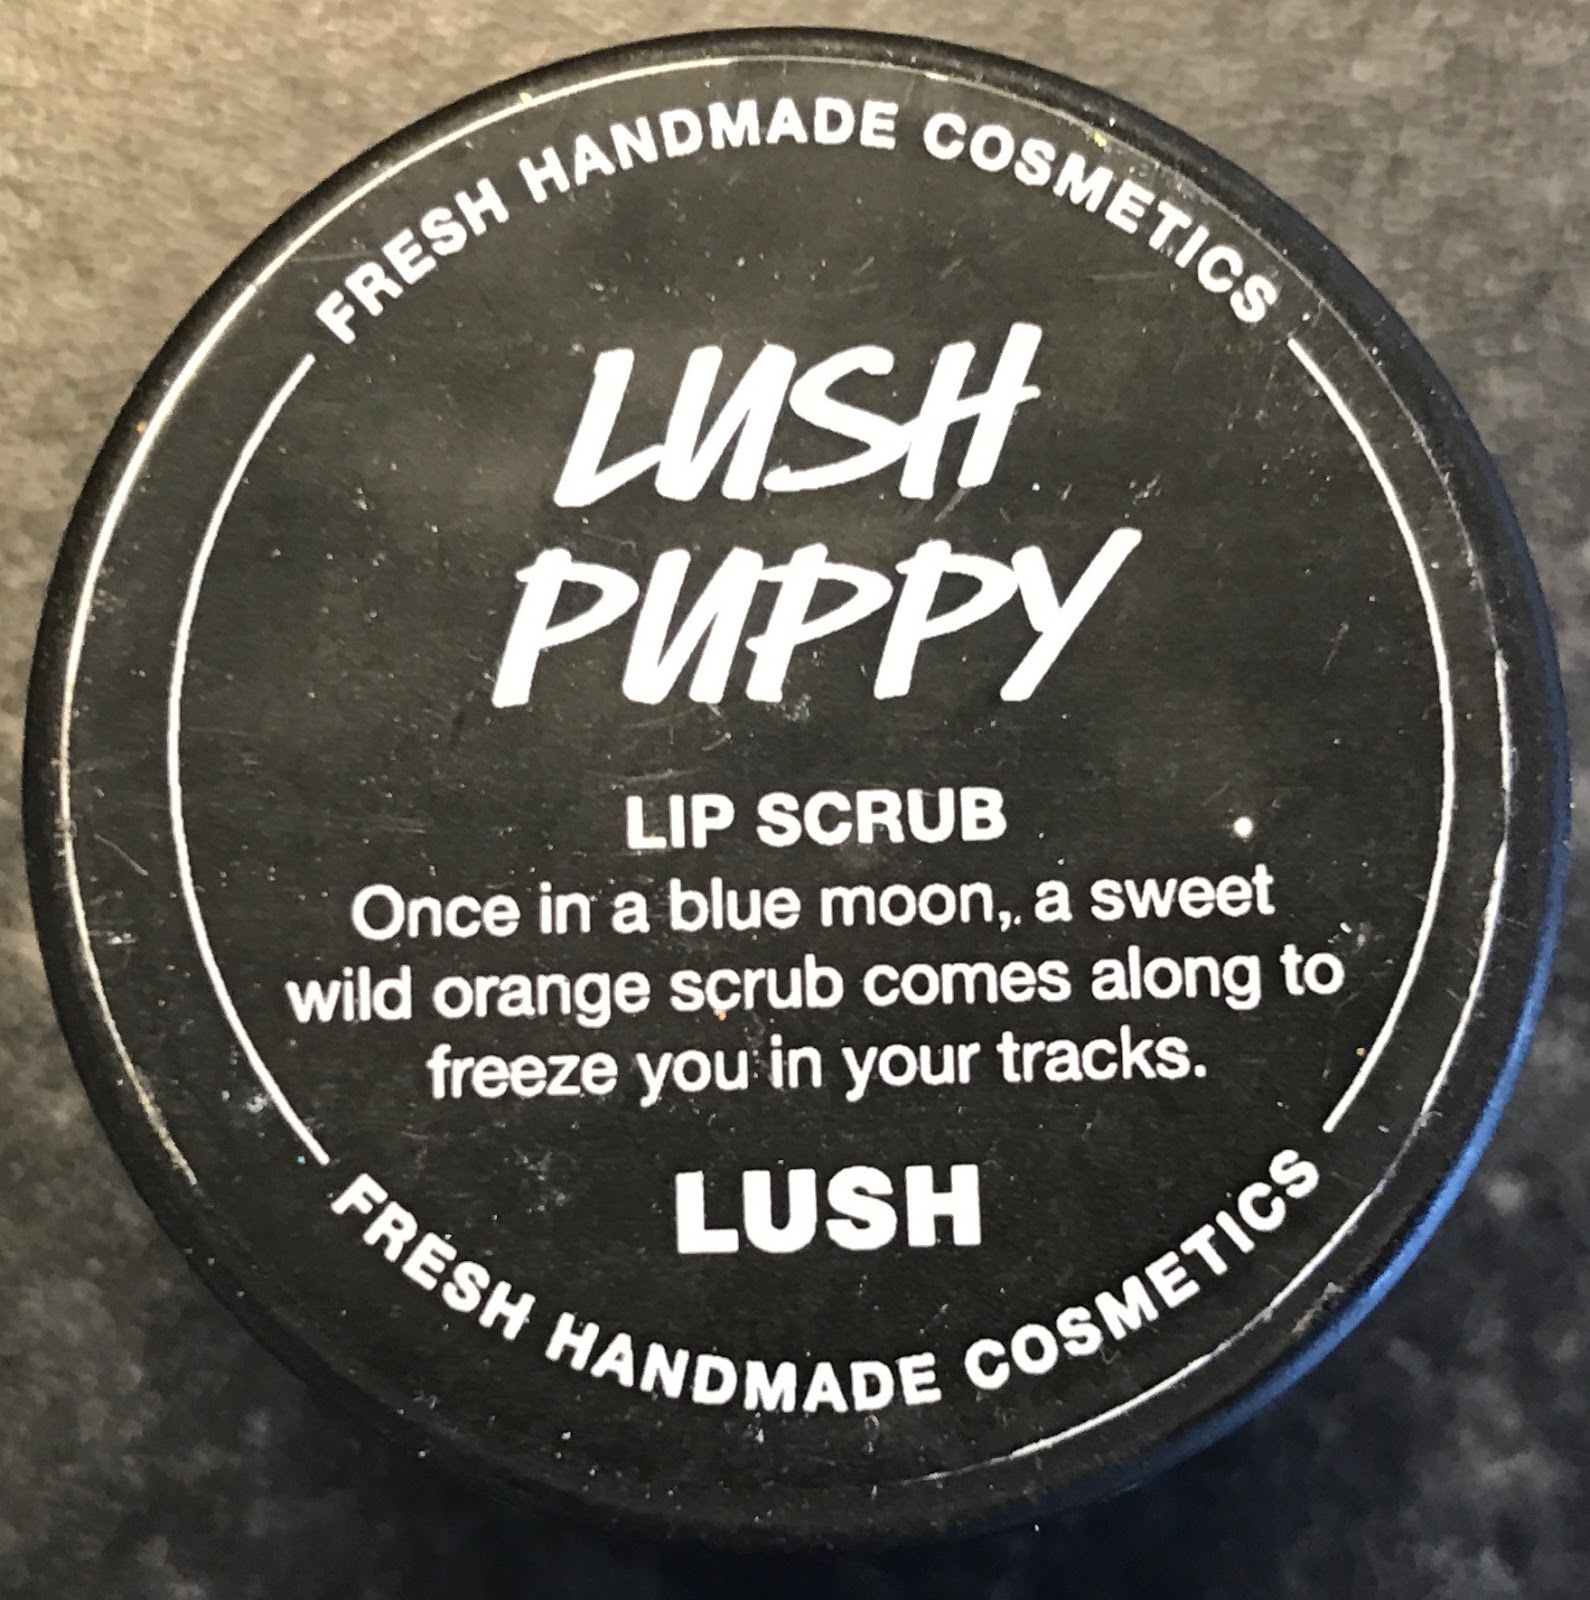 FRESH HANDMADE COSMETICS
LUSH
PUPPY
LIP SCRUB
Once in a blue moon, a sweet
wild orange scrub comes along to
freeze you in your tracks.
LUSH
FRESH HANDMADE COSMETICS